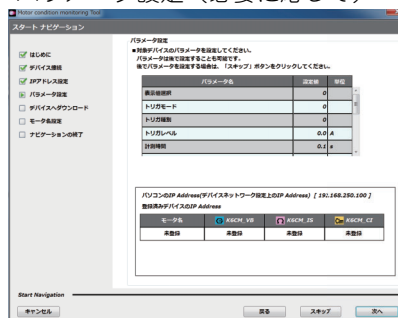 パラメータ設定(必要に応じて)
Motor condition monitoring Tool
スタート ナビゲーション
はじめに
デバイス接続
IPアドレス設定
パラメータ設定
デバイスへダウンロード
モータ名設定
ナビゲーションの終了
パラメータ設定
■対象デバイスのパラメータを設定してください。
パラメータは後で設定することも可能です。
後でパラメータを設定する場合は、「スキップ」ボタンをクリックしてください。
パラメータ名 設定値 単位
表示値選択 0
トリガモード 0
トリガ種別 0
トリガレベル 0.0 A
計測時間 0.1 s
パソコンのIP Address(デバイスネットワーク設定上のIP Address) [ 192.168.250.100 ]
登録済みデバイスのIP Address
モータ名 K6CM_VB K6CM_IS K6CM_CI
未登録 未登録 未登録 未登録
Start Navigation
キャンセル 戻る スキップ 次へ